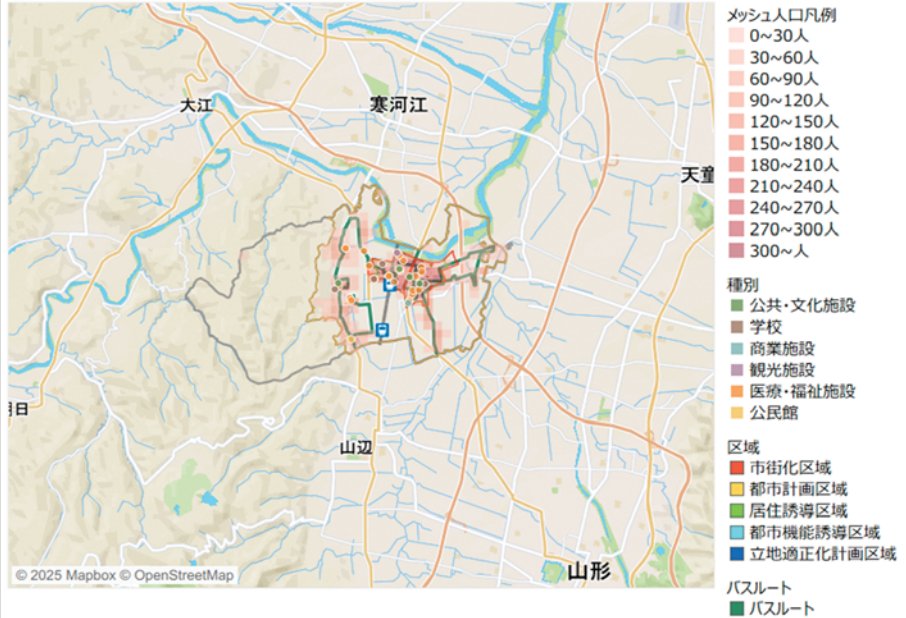 大江
寒河江
天童
山辺
山形
© 2025 Mapbox © OpenStreetMap
メッシュ人口凡例
0~30人
30~60人
60~90人
90~120人
120~150人
150~180人
180~210人
210~240人
240~270人
270~300人
300~人
種別
公共・文化施設
学校
商業施設
観光施設
医療・福祉施設
公民館
区域
市街化区域
都市計画区域
居住誘導区域
都市機能誘導区域
立地適正化計画区域
バスルート
バスルート